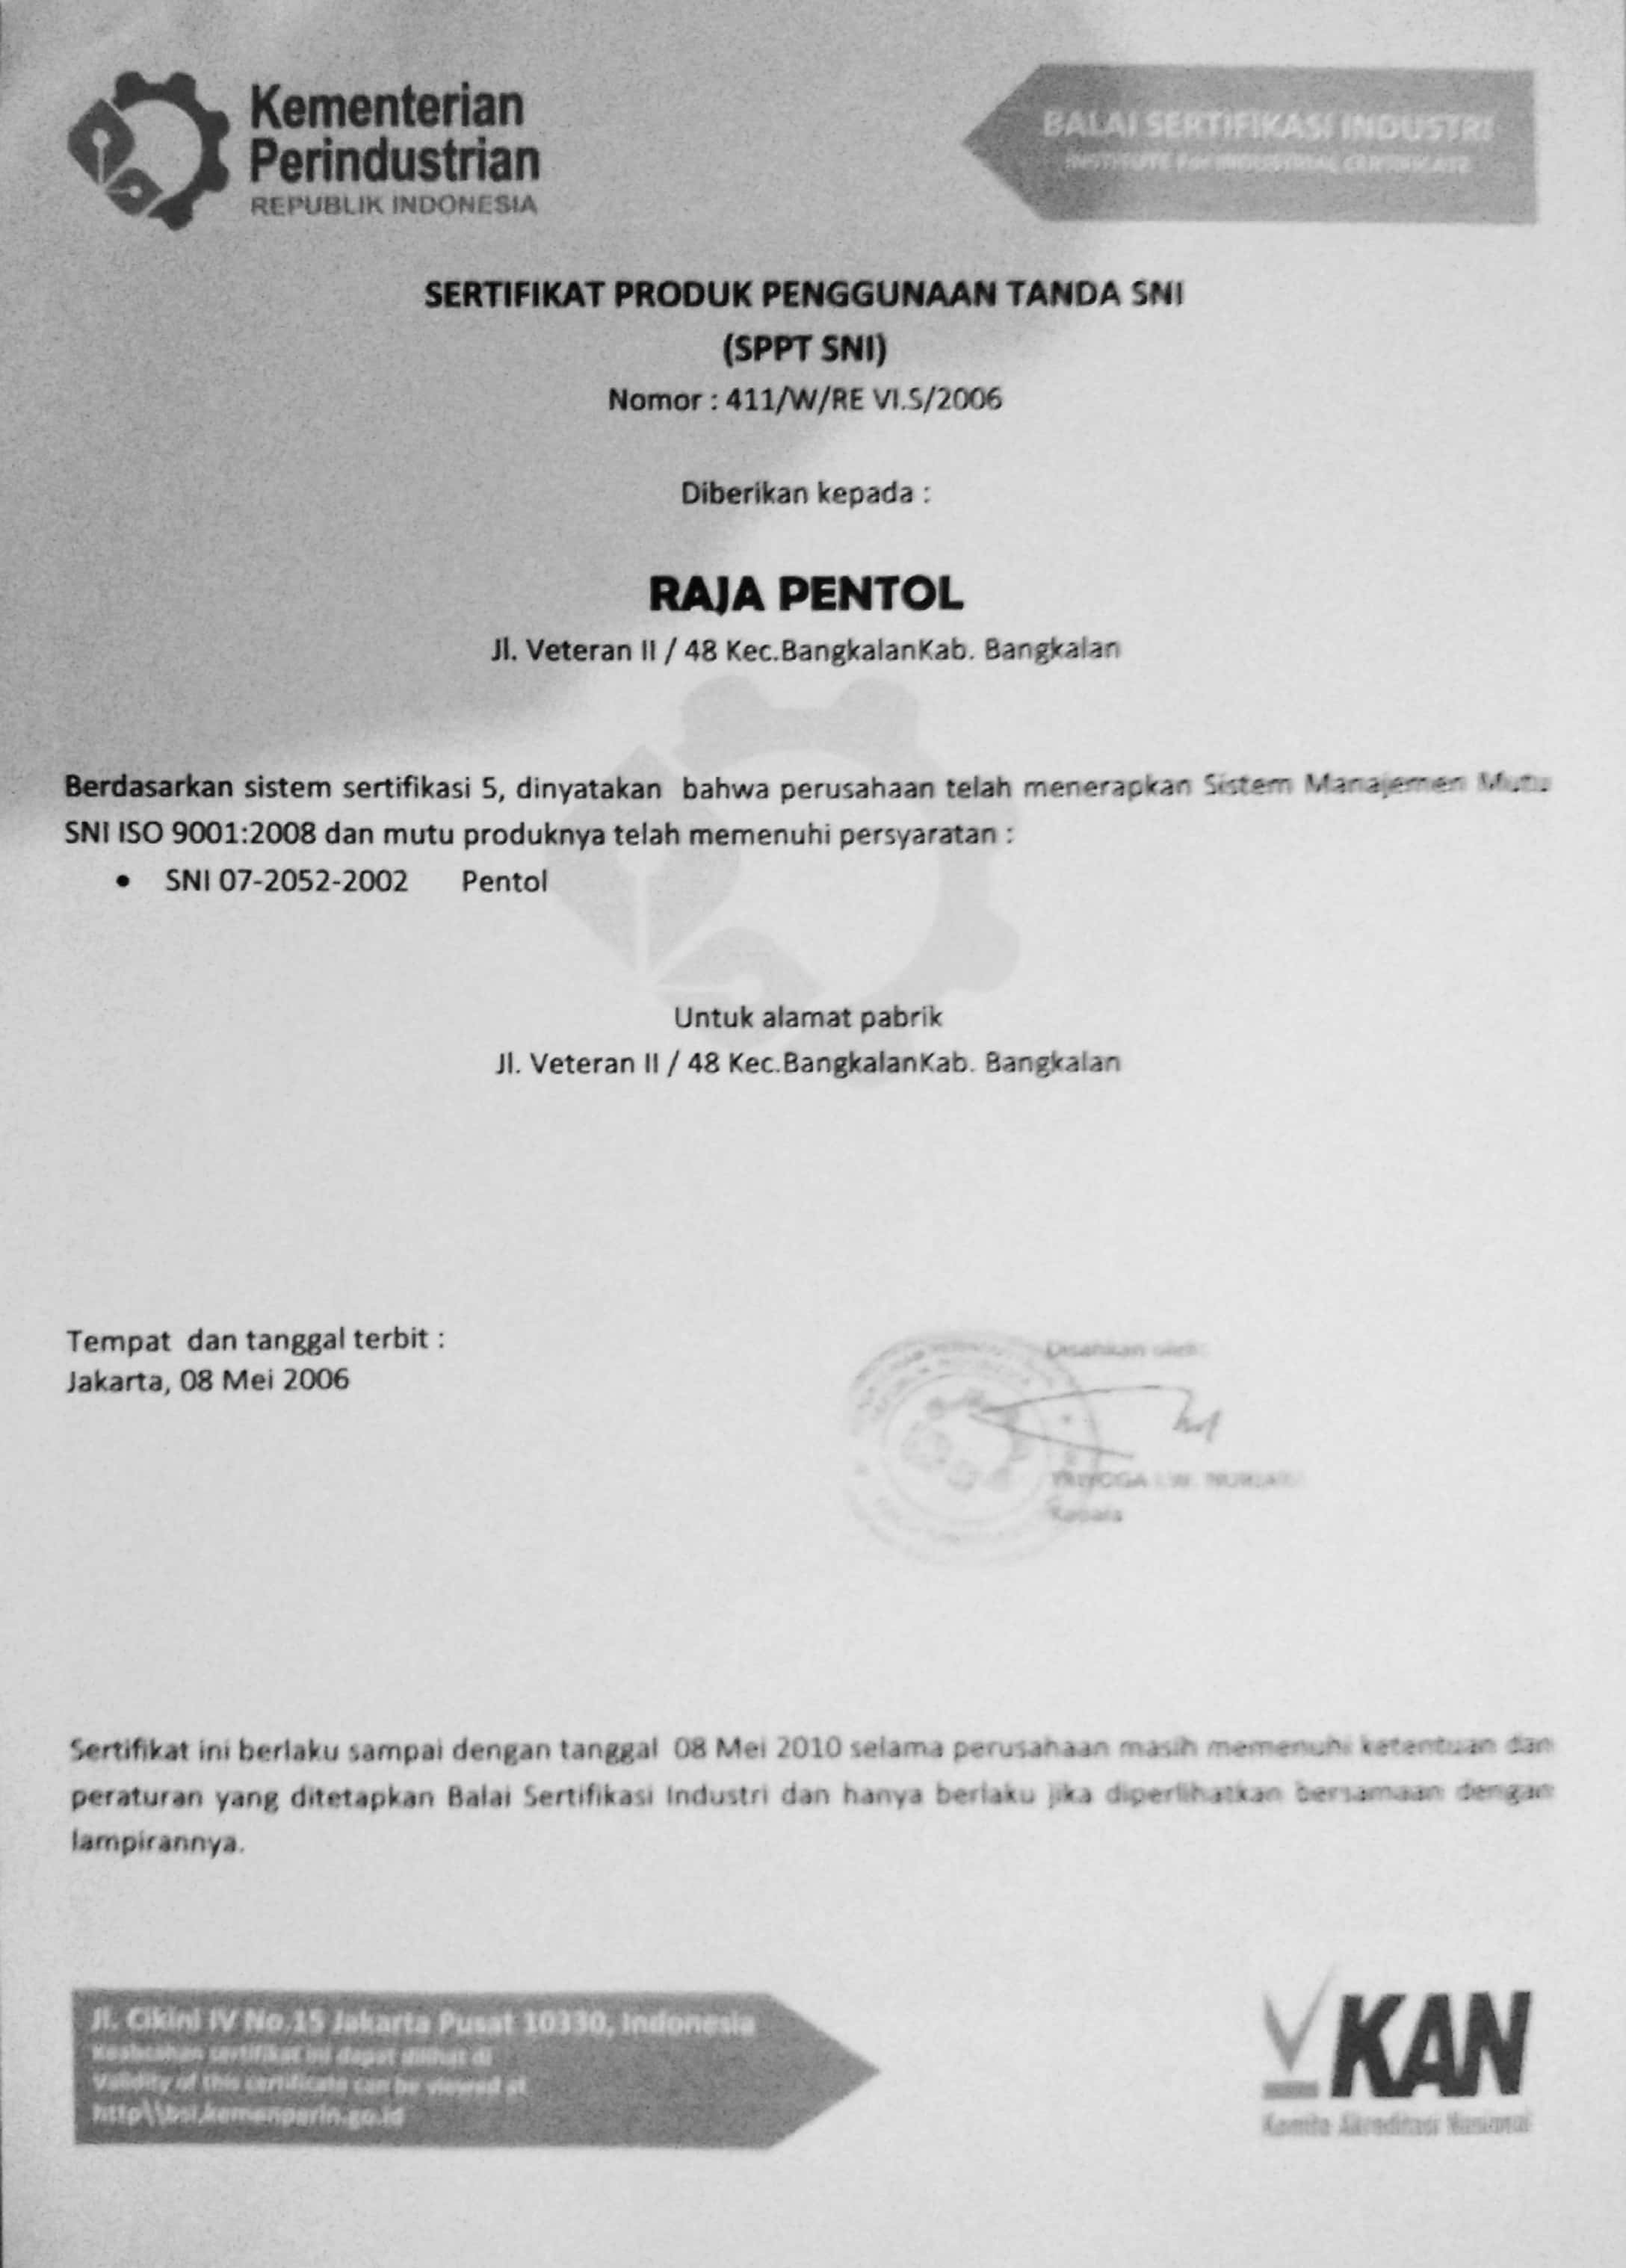 Kementerian
Perindustrian
REPUBLIK INDONESIA
BALAI SERTIFIKASI INDUSTRI
INSTITUTE For INDUSTRIAL CERTIFICATE
SERTIFIKAT PRODUK PENGGUNAAN TANDA SNI
(SPPT SNI)
Nomor : 411/W/RE VI.S/2006
Diberikan kepada :
RAJA PENTOL
Jl. Veteran II / 48 Kec.BangkalanKab. Bangkalan
Berdasarkan sistem sertifikasi 5, dinyatakan bahwa perusahaan telah menerapkan Sistem Manajemen Mutu
SNI ISO 9001:2008 dan mutu produknya telah memenuhi persyaratan :
• SNI 07-2052-2002 Pentol
Untuk alamat pabrik
Jl. Veteran II / 48 Kec.BangkalanKab. Bangkalan
Tempat dan tanggal terbit :
Jakarta, 08 Mei 2006
Disahkan oleh:
Kepala
Sertifikat ini berlaku sampai dengan tanggal 08 Mei 2010 selama perusahaan masih memenuhi ketentuan dan
peraturan yang ditetapkan Balai Sertifikasi Industri dan hanya berlaku jika diperlihatkan bersamaan dengan
lampirannya.
Jl. Cikini IV No.15 Jakarta Pusat 10330, Indonesia
Keabsahan sertifikat ini dapat dilihat di
Validity of this certificate can be viewed at
http\\bsi.kemenperin.go.id
KAN
Komite Akreditasi Nasional